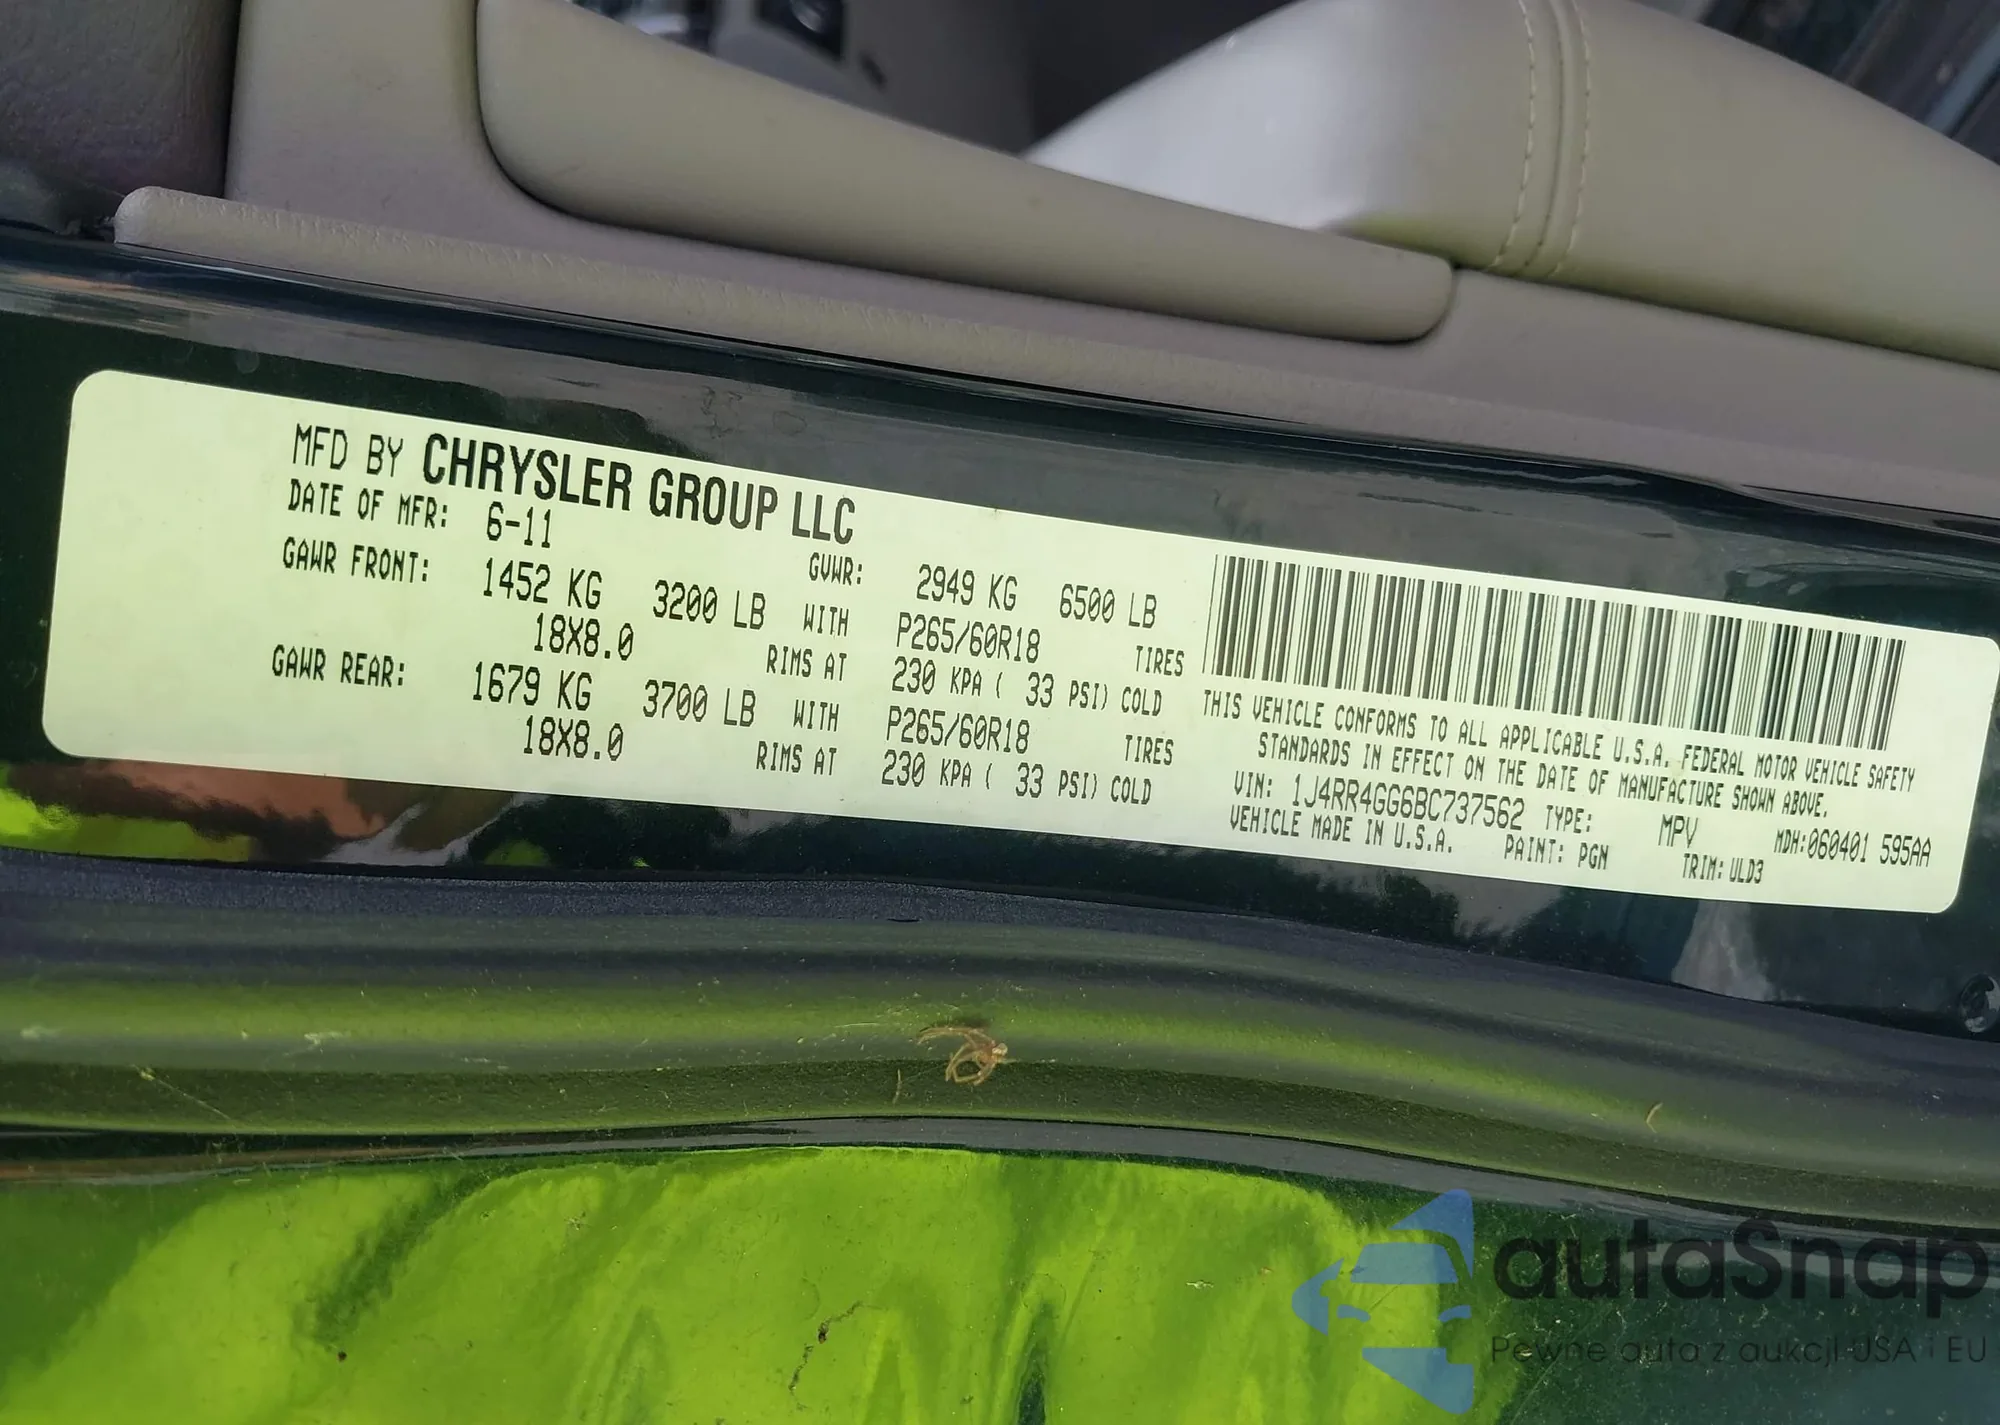 MFD BY CHRYSLER GROUP LLC
DATE OF MFR: 6-11 GVWR: 2949 KG 6500 LB
GAWR FRONT: 1452 KG 3200 LB WITH P265/60R18 TIRES
18X8.0 RIMS AT 230 KPA ( 33 PSI) COLD
GAWR REAR: 1679 KG 3700 LB WITH P265/60R18 TIRES
18X8.0 RIMS AT 230 KPA ( 33 PSI) COLD
THIS VEHICLE CONFORMS TO ALL APPLICABLE U.S.A. FEDERAL MOTOR VEHICLE SAFETY
STANDARDS IN EFFECT ON THE DATE OF MANUFACTURE SHOWN ABOVE.
VIN: 1J4RR4GG6BC737562 TYPE: MPV MDH:060401 595AA
VEHICLE MADE IN U.S.A. PAINT: PGN TRIM: ULD3
autaSnap.
Pewne auta z aukcji USA i EU